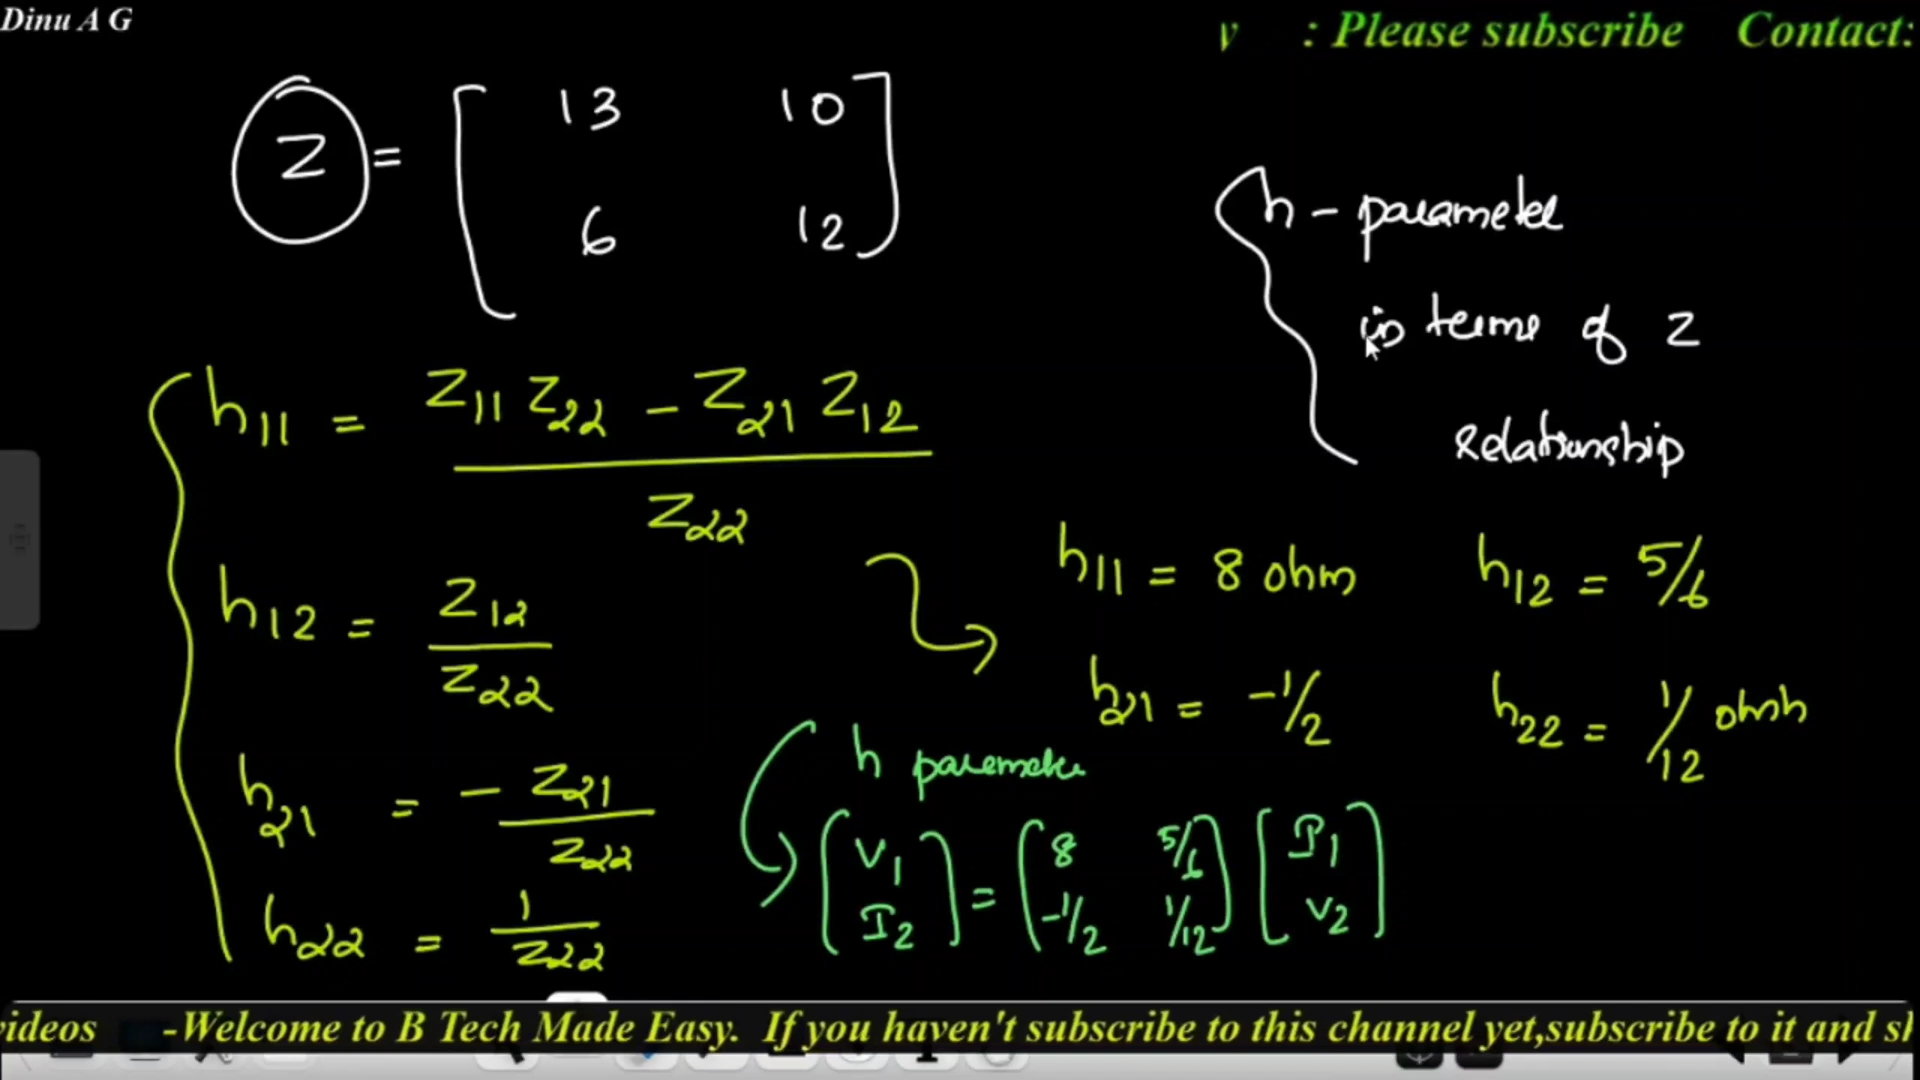 Dinu A G
y : Please subscribe Contact:
Z = [ 13 10
6 12 ]
h - parameter
in terms of Z
relationship
h11 = Z11 Z22 - Z21 Z12 / Z22
h12 = Z12 / Z22
h21 = - Z21 / Z22
h22 = 1 / Z22
h11 = 8 ohm h12 = 5/6
h21 = -1/2 h22 = 1/12
h parameter
[ V1 I2 ] = [ 8 5/6 -1/2 1/12 ] [ I1 V2 ]
videos -Welcome to B Tech Made Easy. If you haven't subscribe to this channel yet,subscribe to it and sh